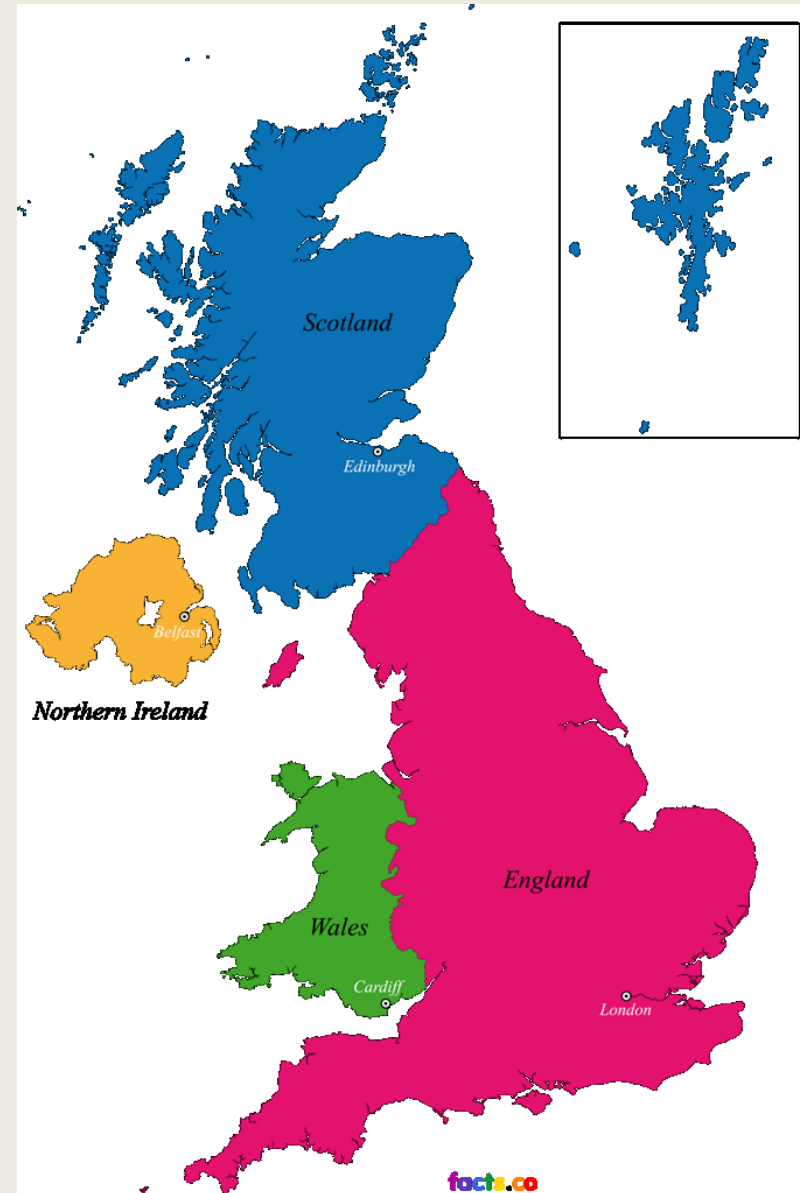 Scotland
Edinburgh
Belfast
Northern Ireland
England
Wales
Cardiff
London
facts.co